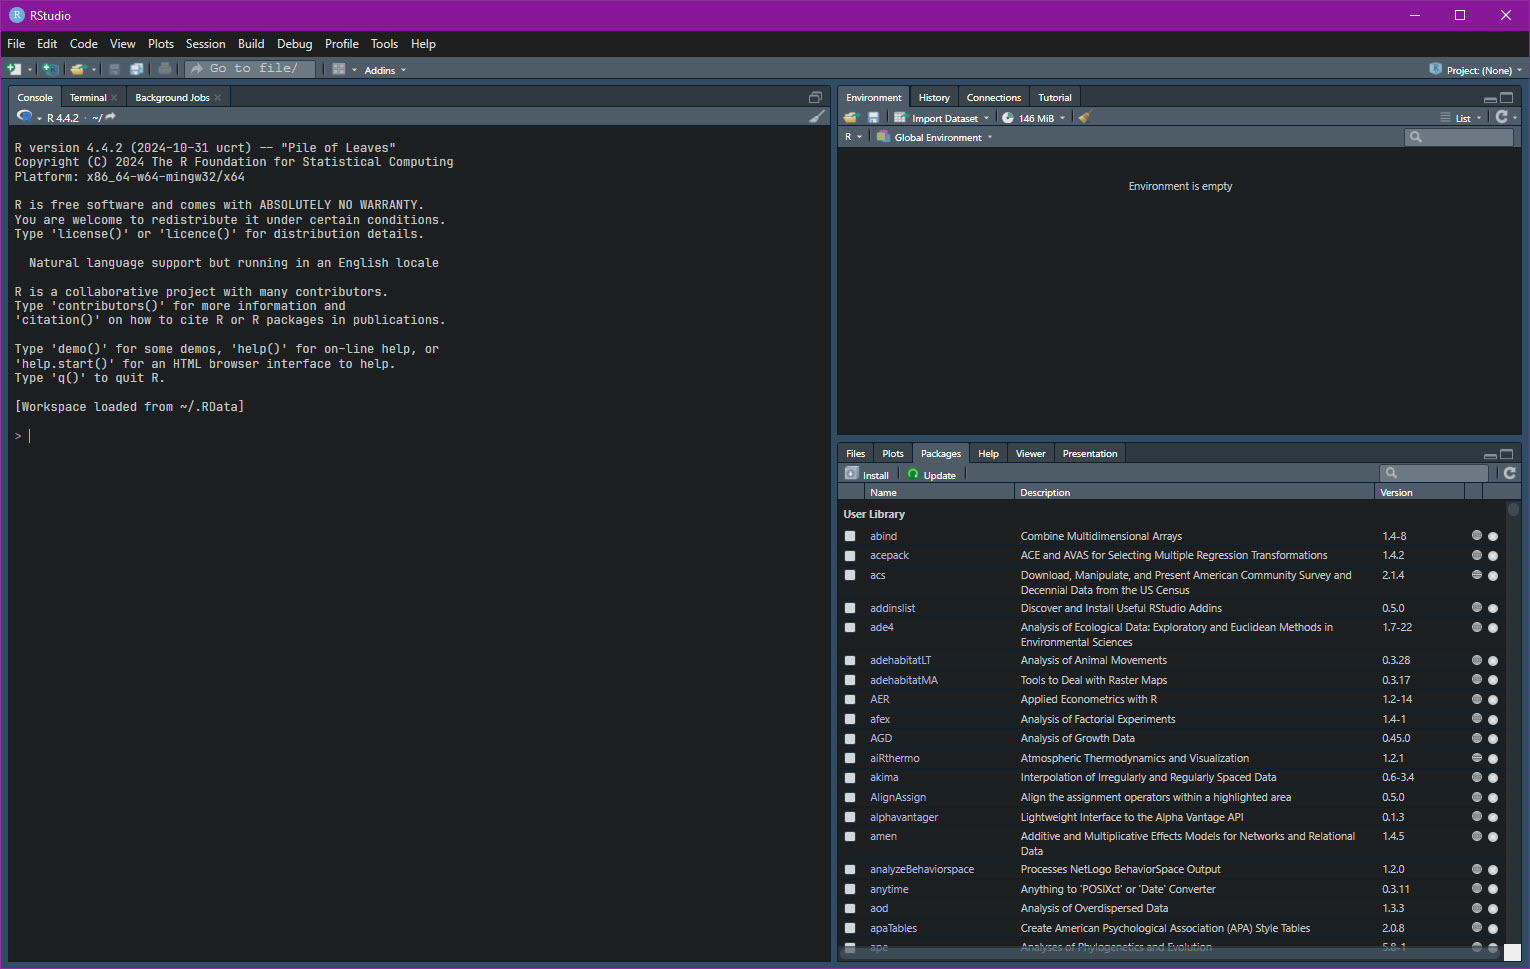 RStudio
File Edit Code View Plots Session Build Debug Profile Tools Help
Go to file/ Addins Project: (None)
Console Terminal Background Jobs
R 4.4.2 · ~/
R version 4.4.2 (2024-10-31 ucrt) -- "Pile of Leaves"
Copyright (C) 2024 The R Foundation for Statistical Computing
Platform: x86_64-w64-mingw32/x64
R is free software and comes with ABSOLUTELY NO WARRANTY.
You are welcome to redistribute it under certain conditions.
Type 'license()' or 'licence()' for distribution details.
Natural language support but running in an English locale
R is a collaborative project with many contributors.
Type 'contributors()' for more information and
'citation()' on how to cite R or R packages in publications.
Type 'demo()' for some demos, 'help()' for on-line help, or
'help.start()' for an HTML browser interface to help.
Type 'q()' to quit R.
[Workspace loaded from ~/.RData]
>
Environment History Connections Tutorial
Import Dataset 146 MiB List
R Global Environment
Environment is empty
Files Plots Packages Help Viewer Presentation
Install Update
Name Description Version
User Library
abind Combine Multidimensional Arrays 1.4-8
acepack ACE and AVAS for Selecting Multiple Regression Transformations 1.4.2
acs Download, Manipulate, and Present American Community Survey and 2.1.4
Decennial Data from the US Census
addinslist Discover and Install Useful RStudio Addins 0.5.0
ade4 Analysis of Ecological Data: Exploratory and Euclidean Methods in 1.7-22
Environmental Sciences
adehabitatLT Analysis of Animal Movements 0.3.28
adehabitatMA Tools to Deal with Raster Maps 0.3.17
AER Applied Econometrics with R 1.2-14
afex Analysis of Factorial Experiments 1.4-1
AGD Analysis of Growth Data 0.45.0
aiRthermo Atmospheric Thermodynamics and Visualization 1.2.1
akima Interpolation of Irregularly and Regularly Spaced Data 0.6-3.4
AlignAssign Align the assignment operators within a highlighted area 0.5.0
alphavantager Lightweight Interface to the Alpha Vantage API 0.1.3
amen Additive and Multiplicative Effects Models for Networks and Relational 1.4.5
Data
analyzeBehaviorspace Processes NetLogo BehaviorSpace Output 1.2.0
anytime Anything to 'POSIXct' or 'Date' Converter 0.3.11
aod Analysis of Overdispersed Data 1.3.3
apaTables Create American Psychological Association (APA) Style Tables 2.0.8
ape Analyses of Phylogenetics and Evolution 5.8-1